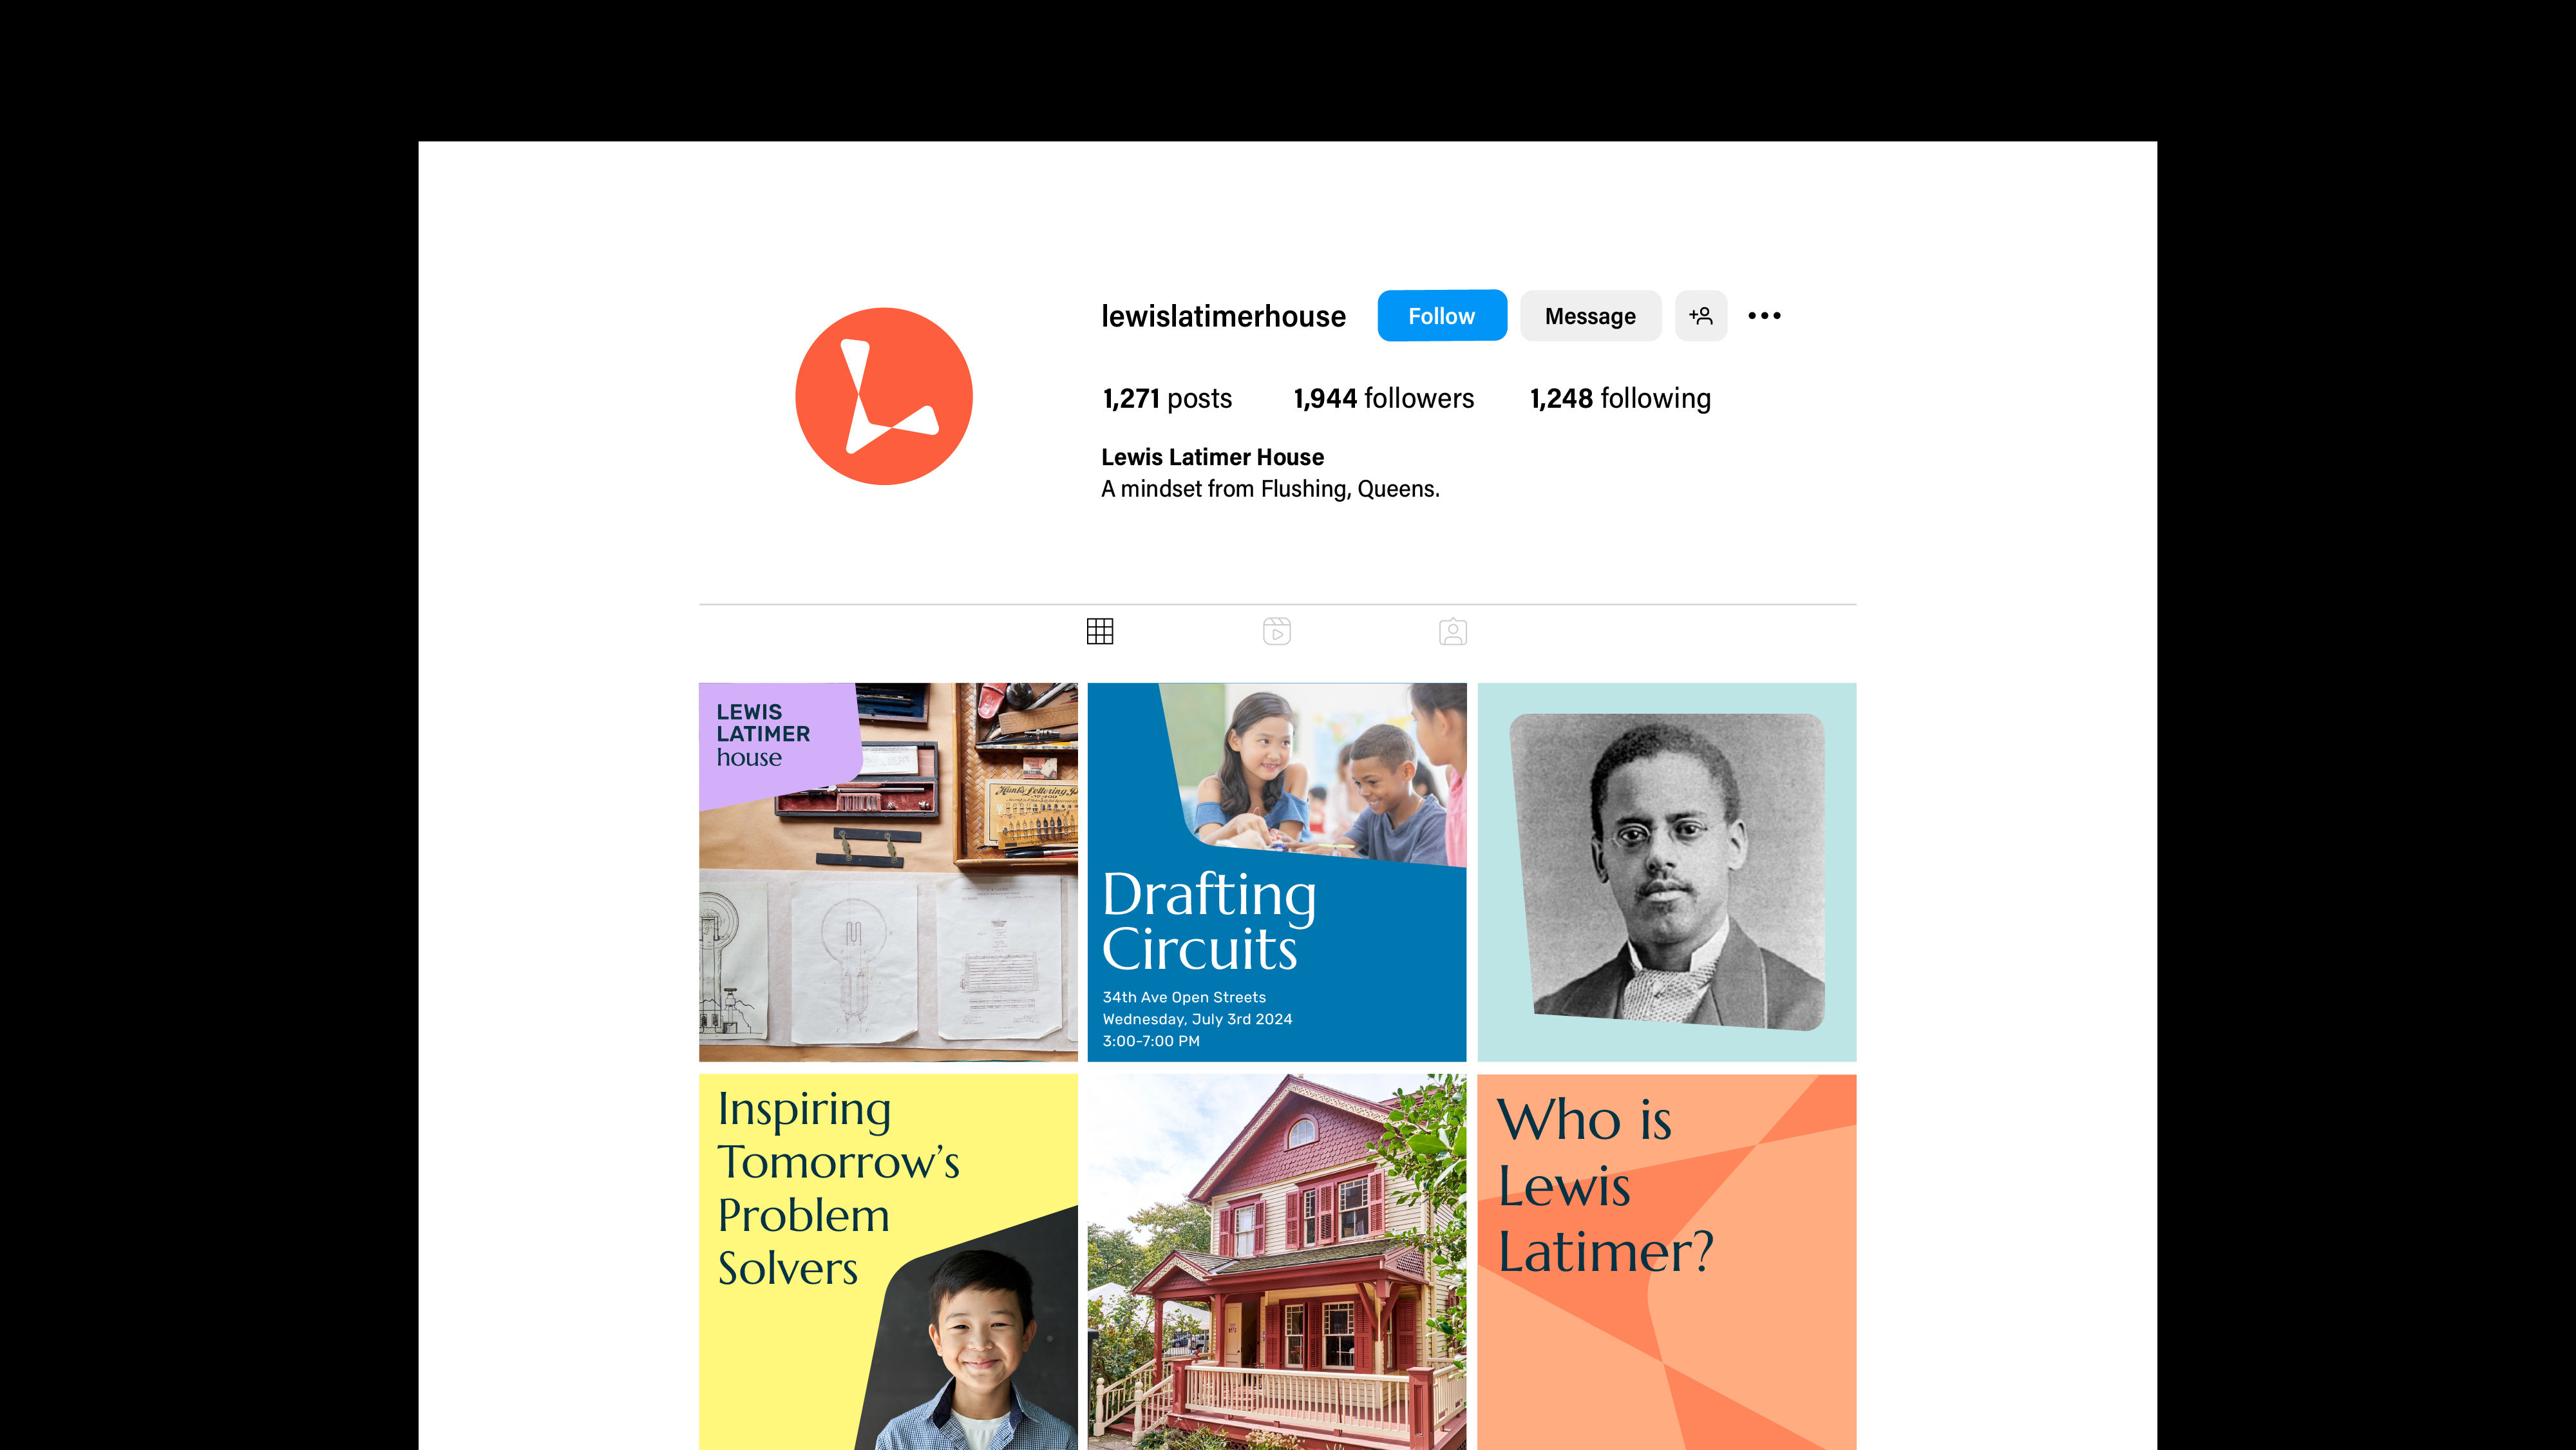 lewislatimerhouse
Follow
Message
1,271 posts
1,944 followers
1,248 following
Lewis Latimer House
A mindset from Flushing, Queens.
LEWIS
LATIMER
house
Hunt's Lettering P
Drafting
Circuits
34th Ave Open Streets
Wednesday, July 3rd 2024
3:00-7:00 PM
Inspiring
Tomorrow’s
Problem
Solvers
Who is
Lewis
Latimer?